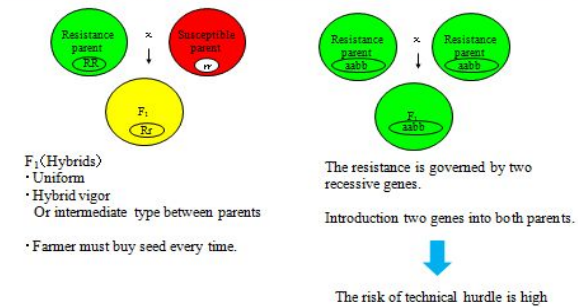 Resistance
parent
RR
x
Susceptible
parent
rr
F₁
Rr
F₁(Hybrids)
・Uniform
・Hybrid vigor
Or intermediate type between parents
・Farmer must buy seed every time.
Resistance
parent
aabb
x
Resistance
parent
aabb
F₁
aabb
The resistance is governed by two
recessive genes.
Introduction two genes into both parents.
The risk of technical hurdle is high